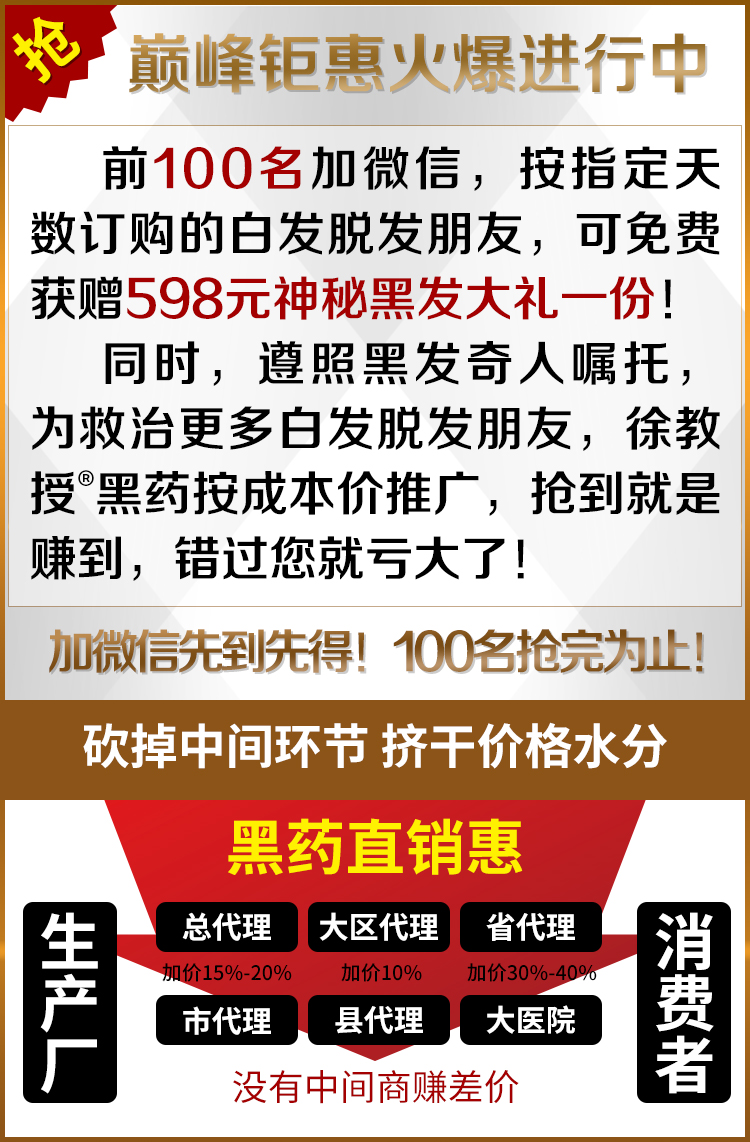 抢
巅峰钜惠火爆进行中
前100名加微信，按指定天
数订购的白发脱发朋友，可免费
获赠598元神秘黑发大礼一份！
同时，遵照黑发奇人嘱托，
为救治更多白发脱发朋友，徐教
授®黑药按成本价推广，抢到就是
赚到，错过您就亏大了！
加微信先到先得！100名抢完为止！
砍掉中间环节 挤干价格水分
黑药直销惠
生产厂
总代理 大区代理 省代理
加价15%-20% 加价10% 加价30%-40%
市代理 县代理 大医院
消费者
没有中间商赚差价